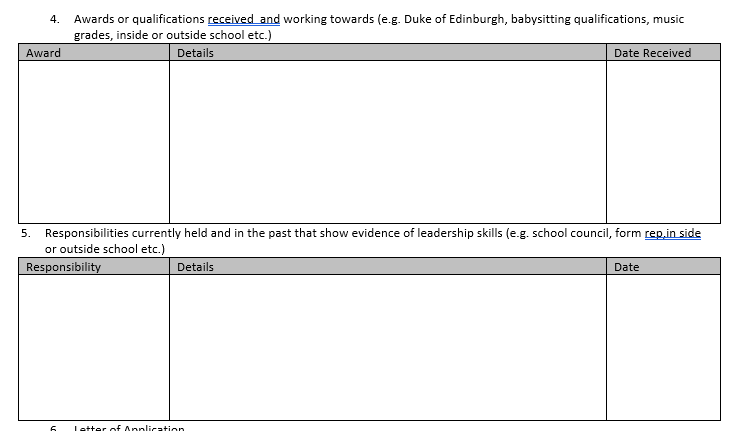 4. Awards or qualifications received  and working towards (e.g. Duke of Edinburgh, babysitting qualifications, music
grades, inside or outside school etc.)
Award Details Date Received
5. Responsibilities currently held and in the past that show evidence of leadership skills (e.g. school council, form rep,in side
or outside school etc.)
Responsibility Details Date
6. Letter of Application